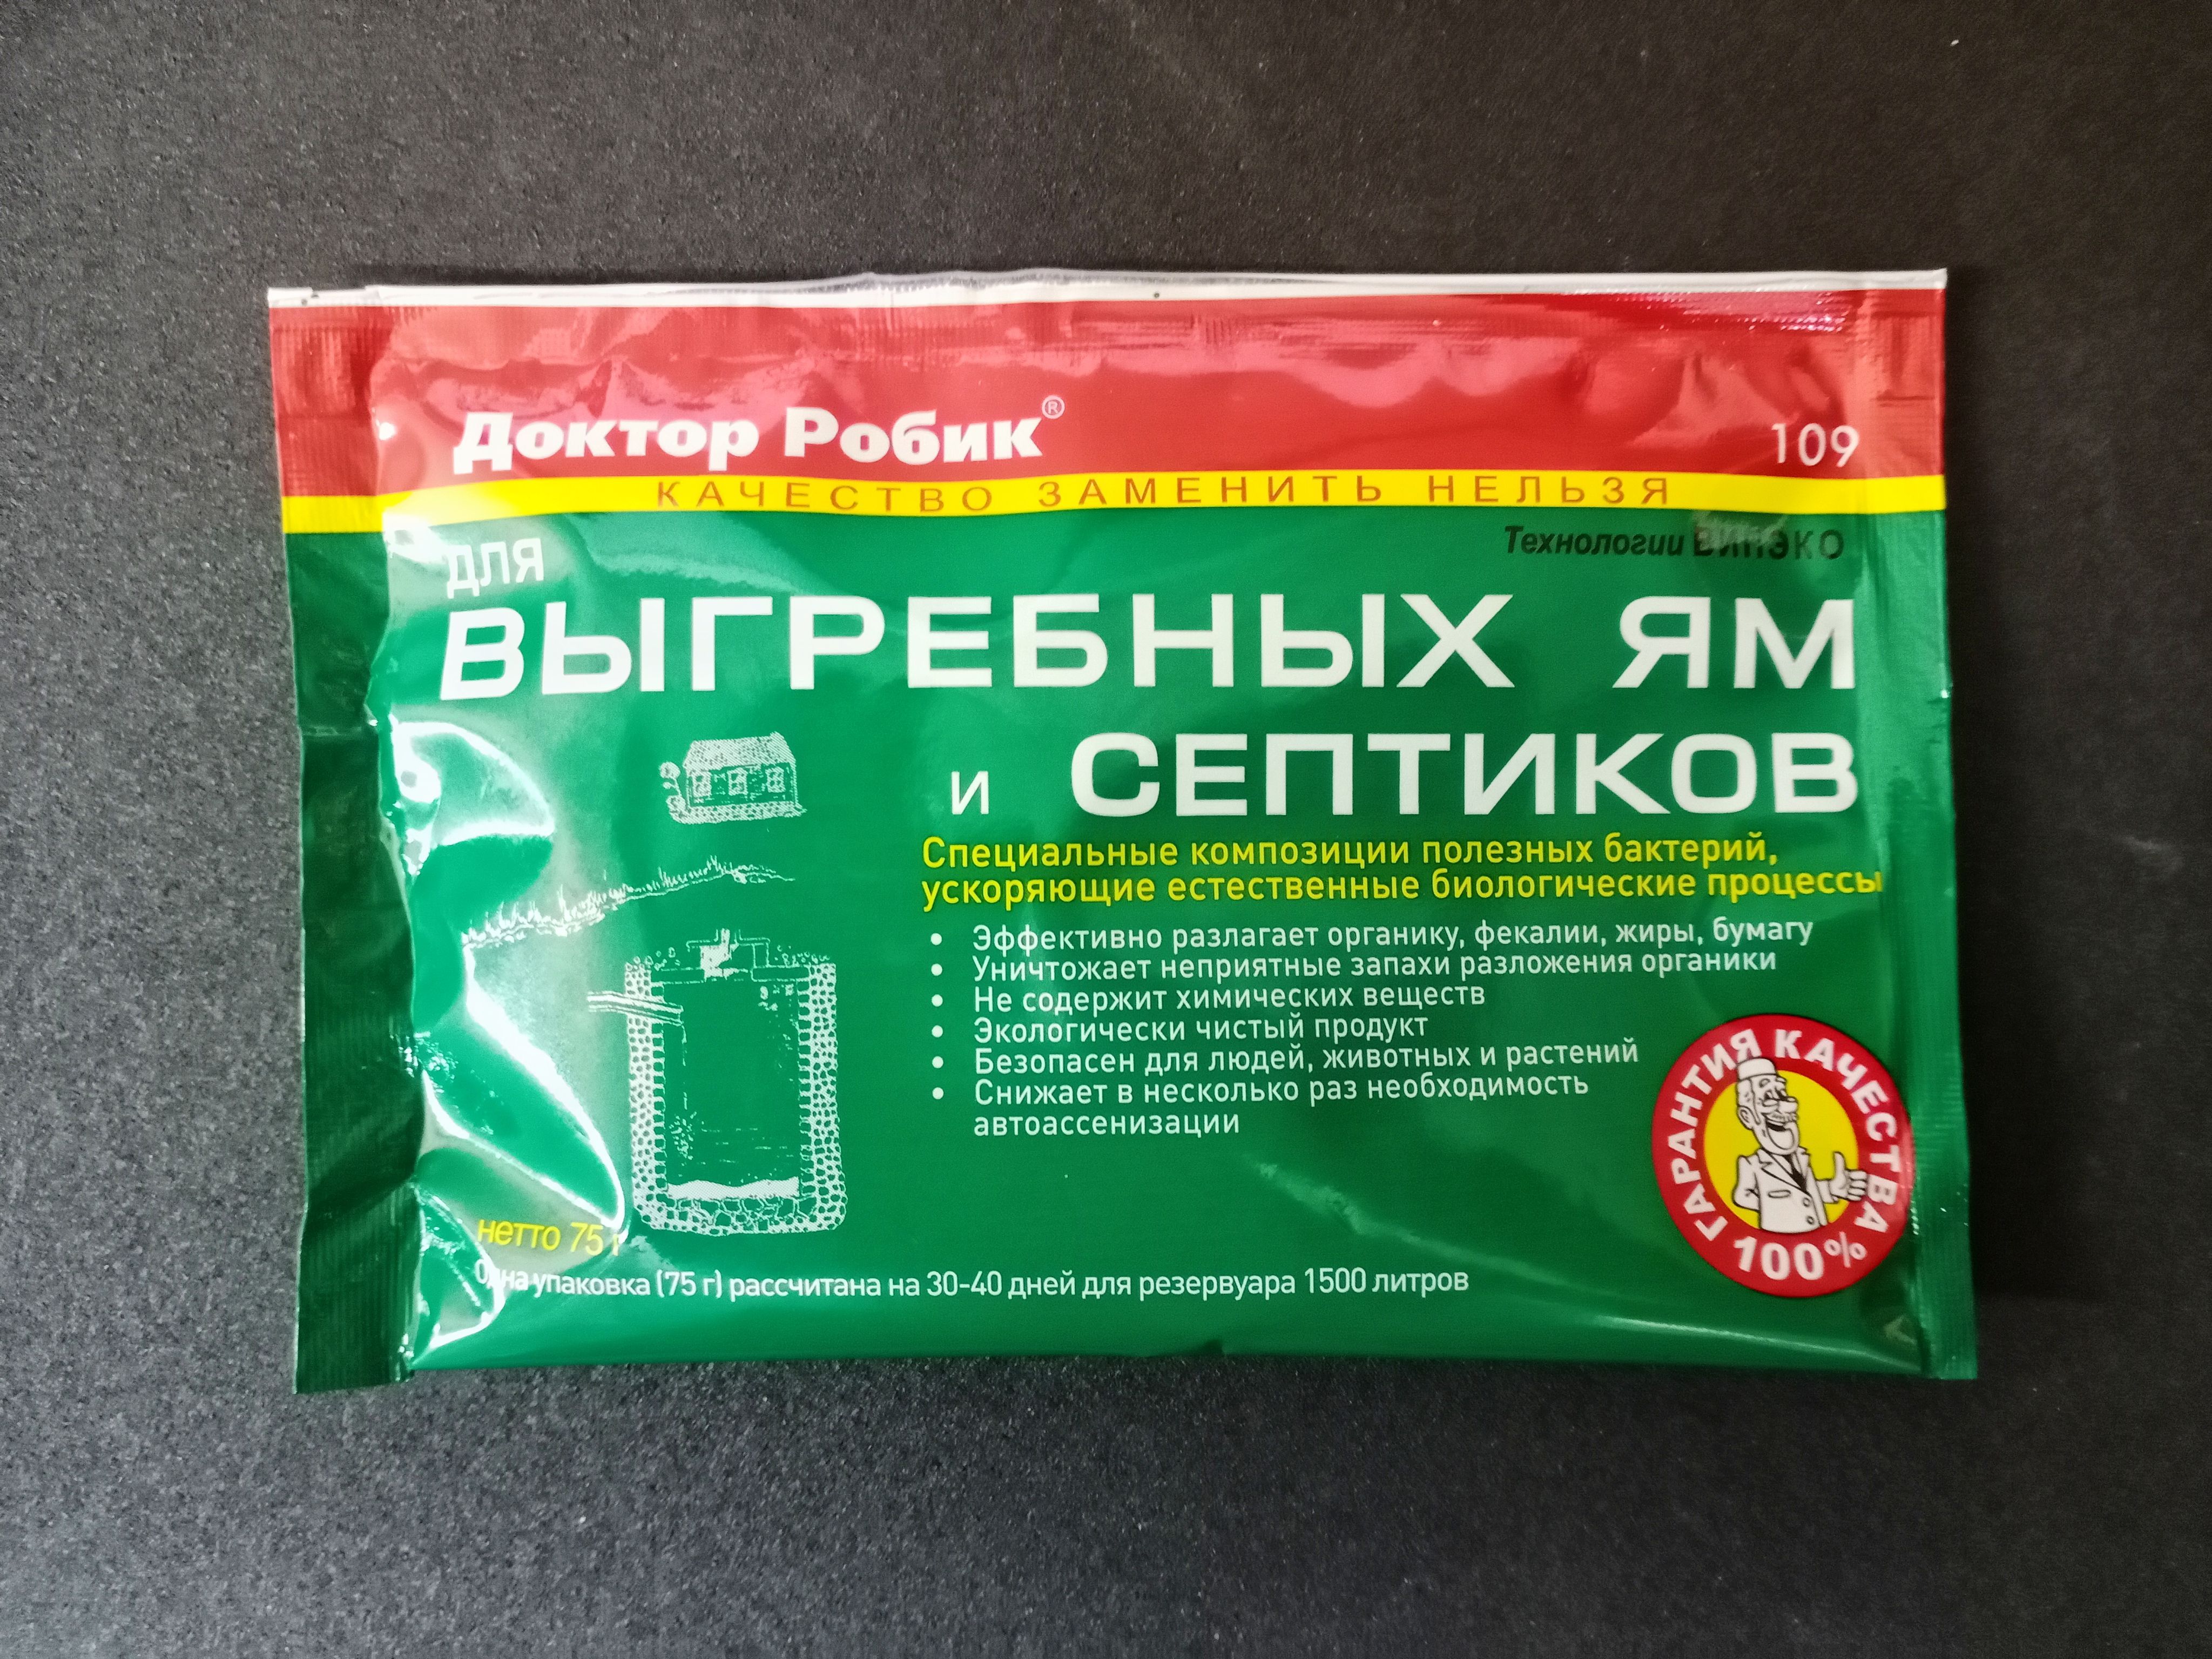 Доктор Робик®
109
КАЧЕСТВО ЗАМЕНИТЬ НЕЛЬЗЯ
Технологии ВИПЭКО
ДЛЯ
ВЫГРЕБНЫХ ЯМ
и СЕПТИКОВ
Специальные композиции полезных бактерий,
ускоряющие естественные биологические процессы
• Эффективно разлагает органику, фекалии, жиры, бумагу
• Уничтожает неприятные запахи разложения органики
• Не содержит химических веществ
• Экологически чистый продукт
• Безопасен для людей, животных и растений
• Снижает в несколько раз необходимость
автоассенизации
ГАРАНТИЯ КАЧЕСТВА
100%
нетто 75 г
Одна упаковка (75 г) рассчитана на 30-40 дней для резервуара 1500 литров